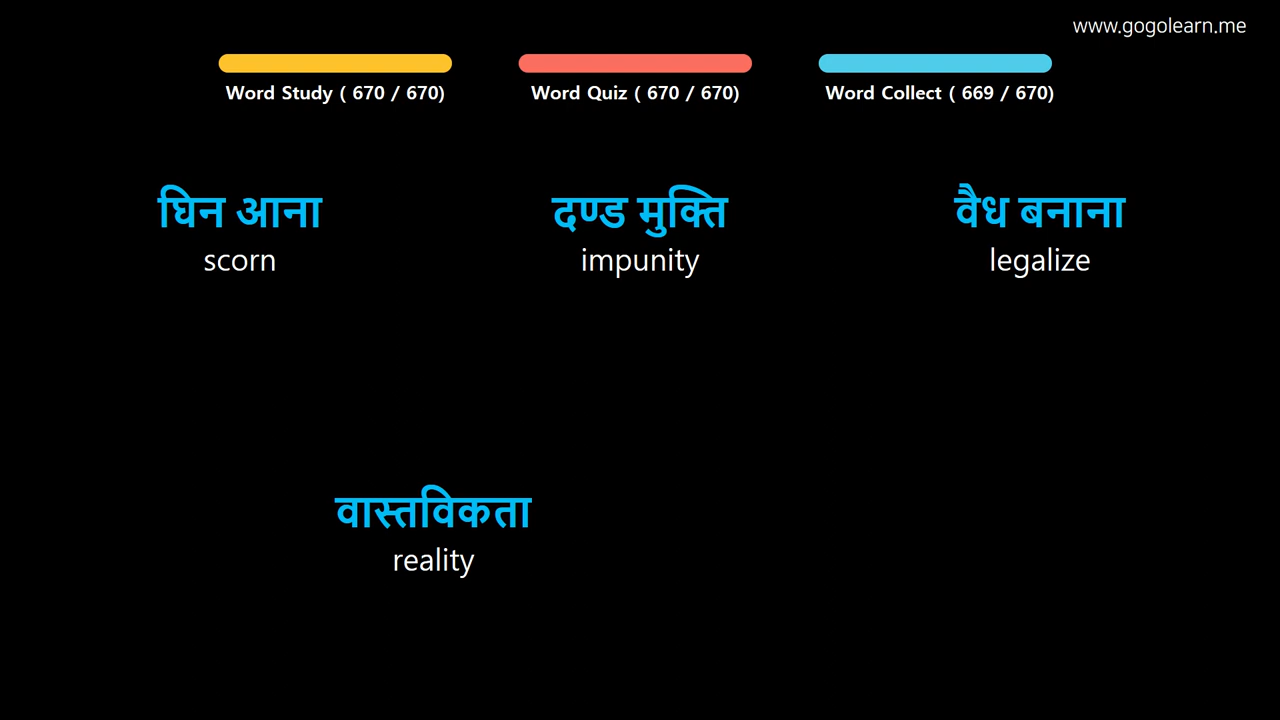 www.gogolearn.me
Word Study ( 670 / 670)
Word Quiz ( 670 / 670)
Word Collect ( 669 / 670)
घिन आना
scorn
दण्ड मुक्ति
impunity
वैध बनाना
legalize
वास्तविकता
reality